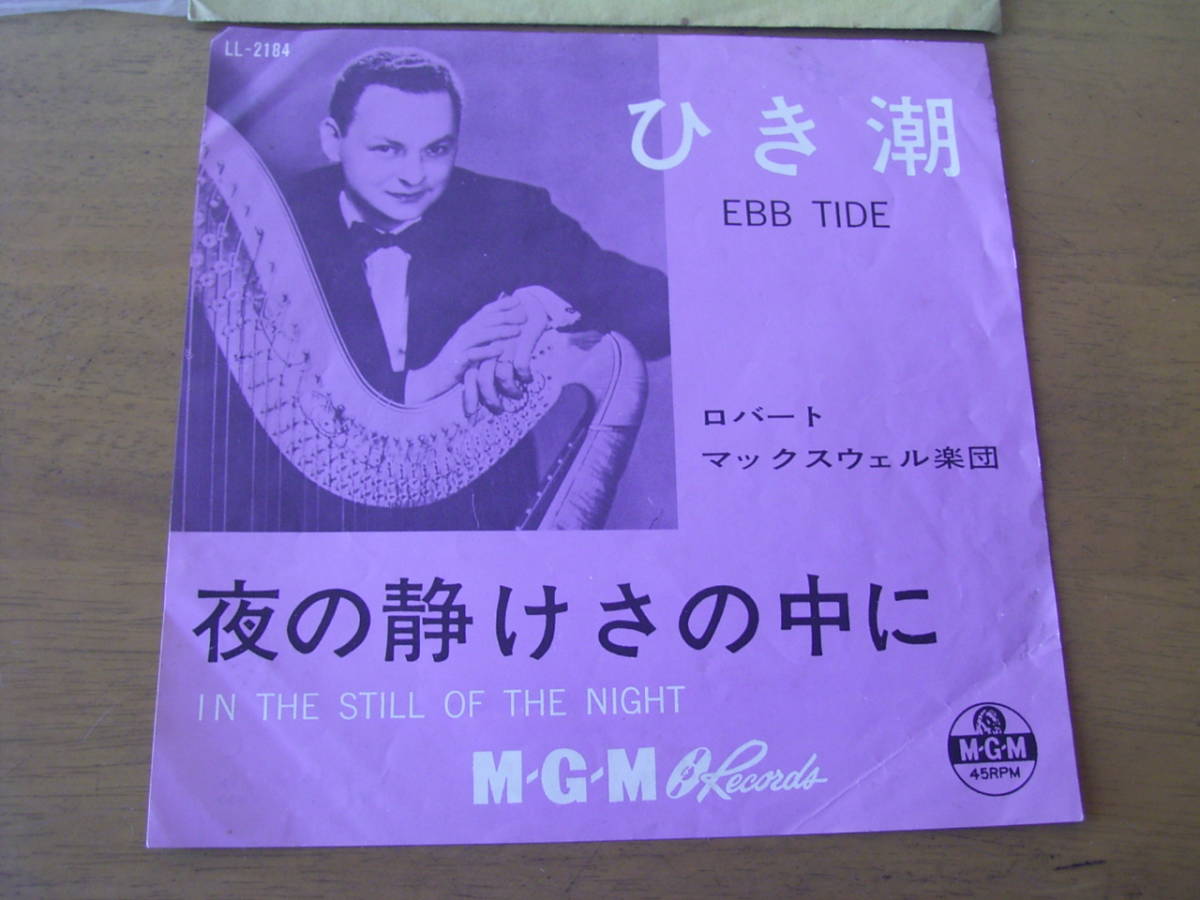 LL-2184
ひき潮
EBB TIDE
ロバート
マックスウェル楽団
夜の静けさの中に
IN THE STILL OF THE NIGHT
M-G-M Records
M-G-M
45RPM